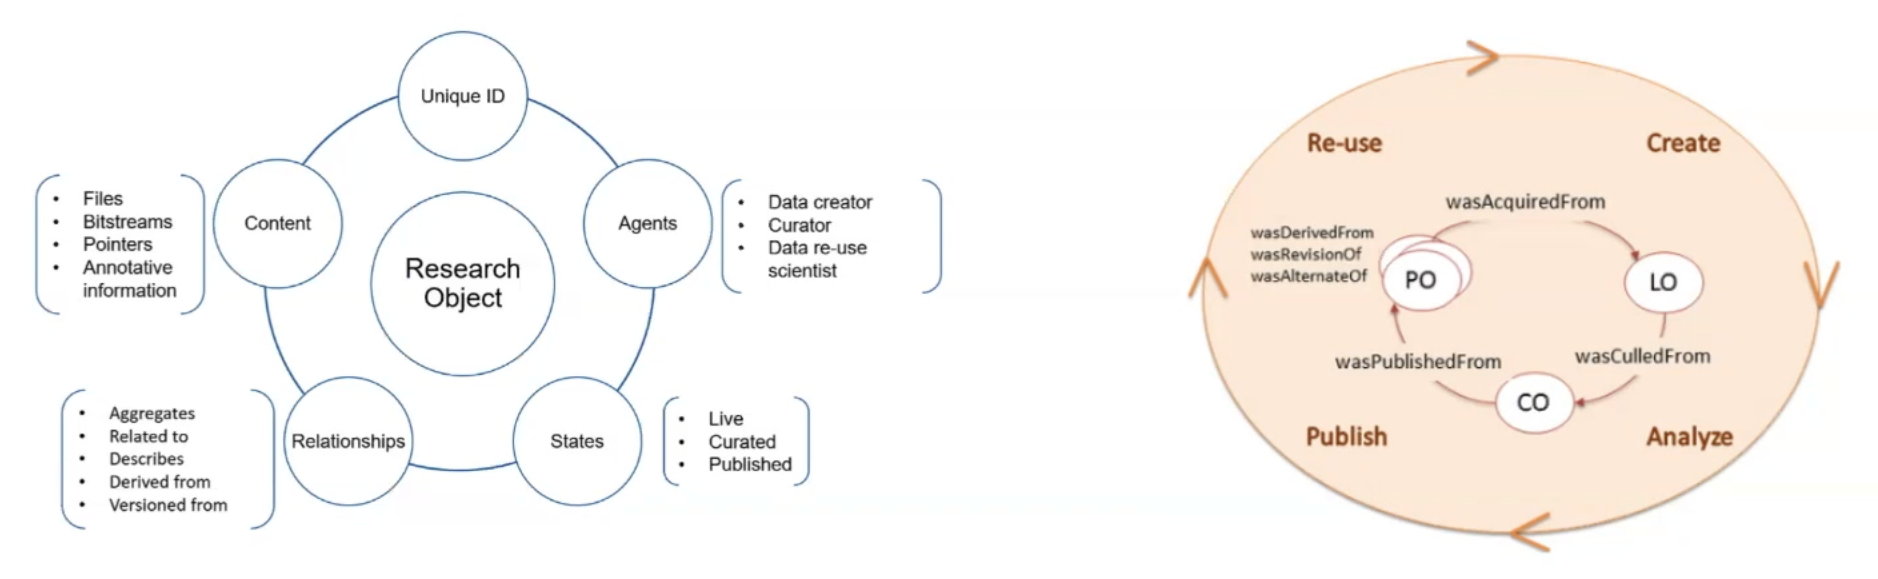 Unique ID
Content
• Files
• Bitstreams
• Pointers
• Annotative
information
Agents
• Data creator
• Curator
• Data re-use
scientist
Research
Object
Relationships
• Aggregates
• Related to
• Describes
• Derived from
• Versioned from
States
• Live
• Curated
• Published
Re-use
Create
wasAcquiredFrom
wasDerivedFrom
wasRevisionOf
wasAlternateOf
PO
LO
wasPublishedFrom
wasCulledFrom
CO
Publish
Analyze